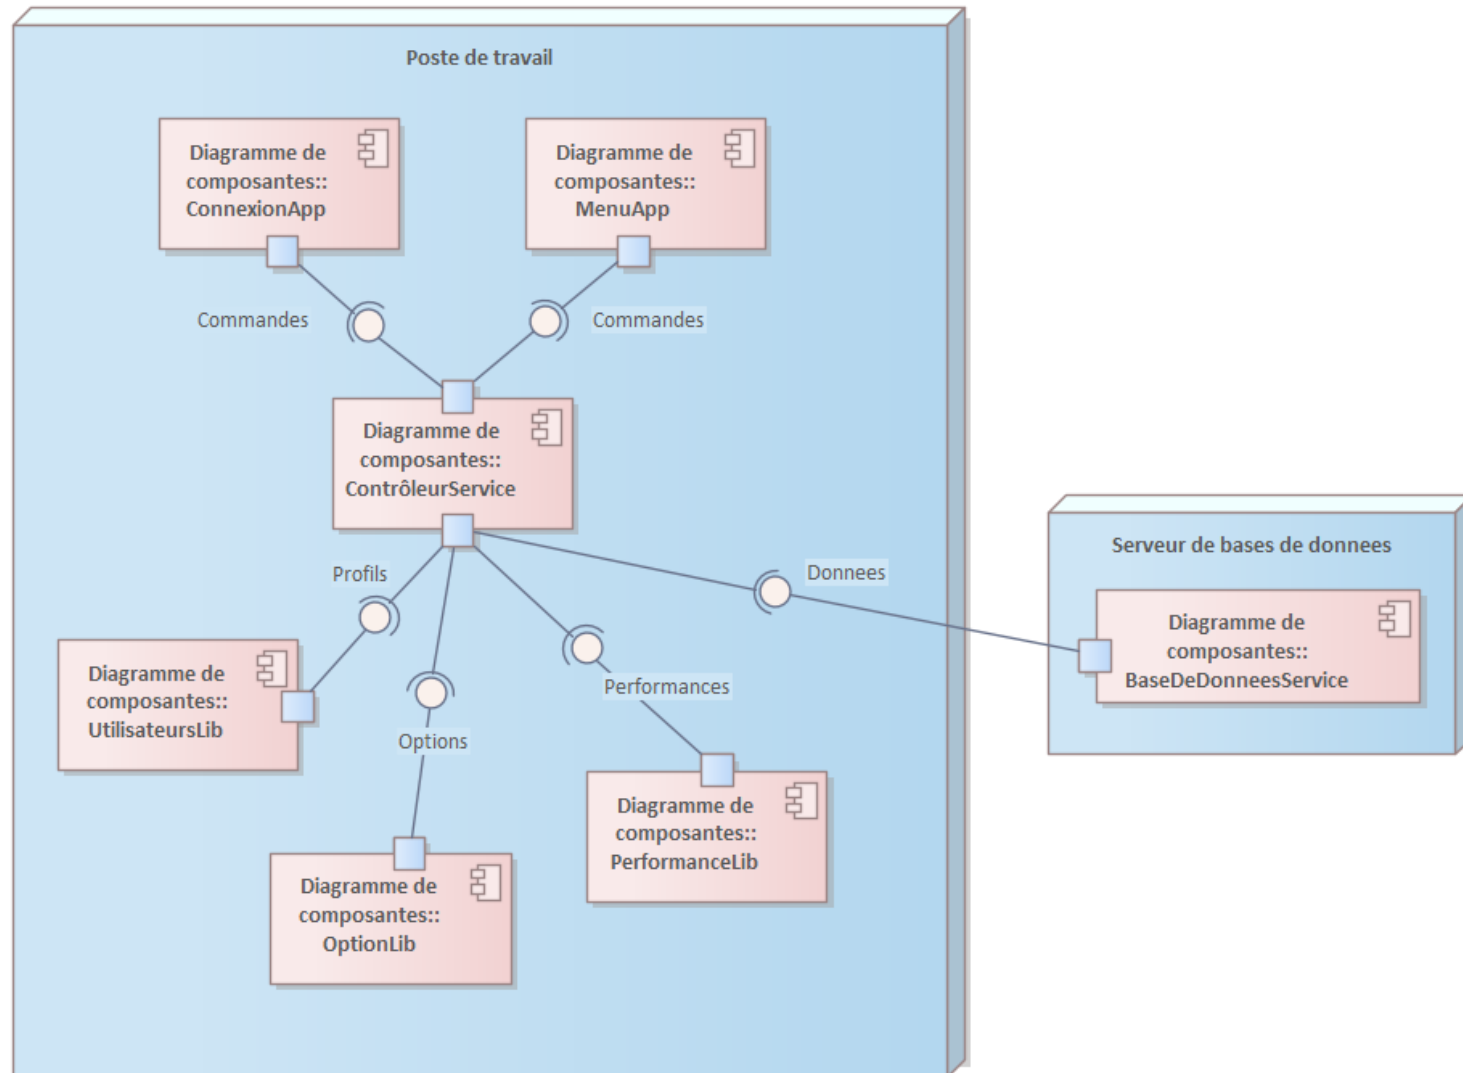 Poste de travail
Diagramme de
composantes::
ConnexionApp
Diagramme de
composantes::
MenuApp
Commandes
Commandes
Diagramme de
composantes::
ContrôleurService
Profils
Donnees
Serveur de bases de donnees
Diagramme de
composantes::
BaseDeDonneesService
Diagramme de
composantes::
UtilisateursLib
Performances
Options
Diagramme de
composantes::
PerformanceLib
Diagramme de
composantes::
OptionLib